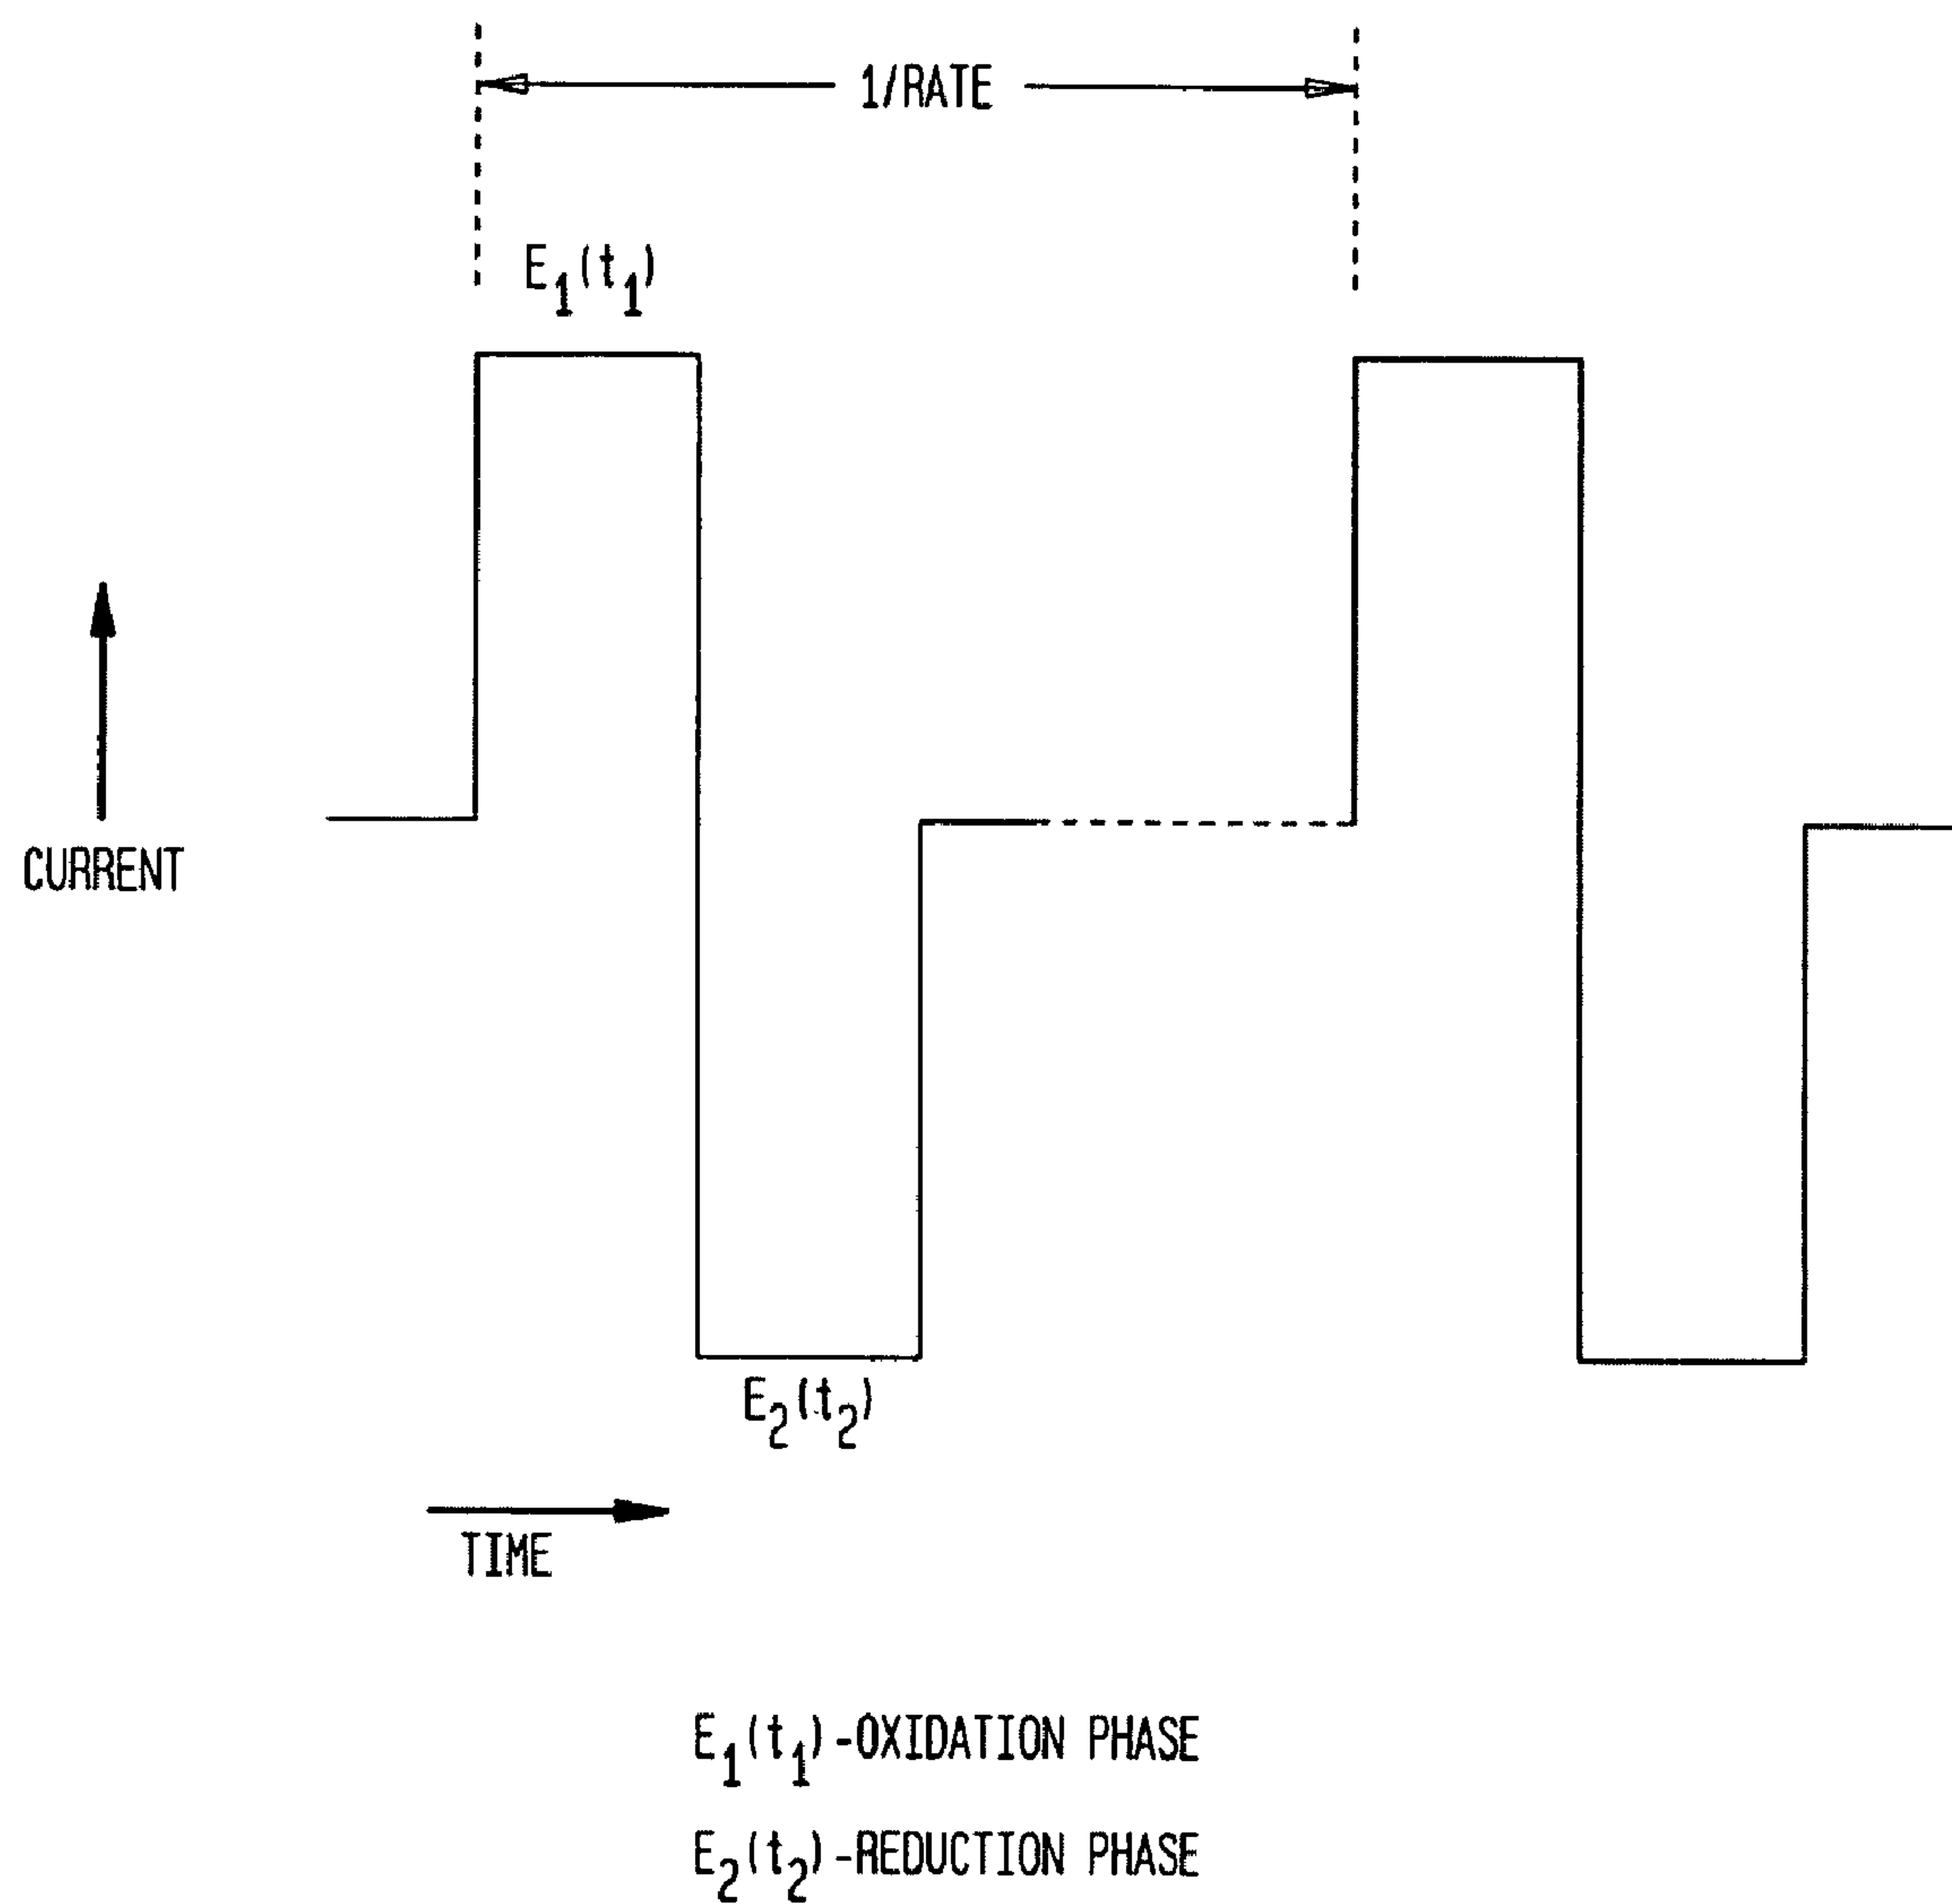 1/RATE
E₁(t₁)
CURRENT
E₂(t₂)
TIME
E₁(t₁)-OXIDATION PHASE
E₂(t₂)-REDUCTION PHASE